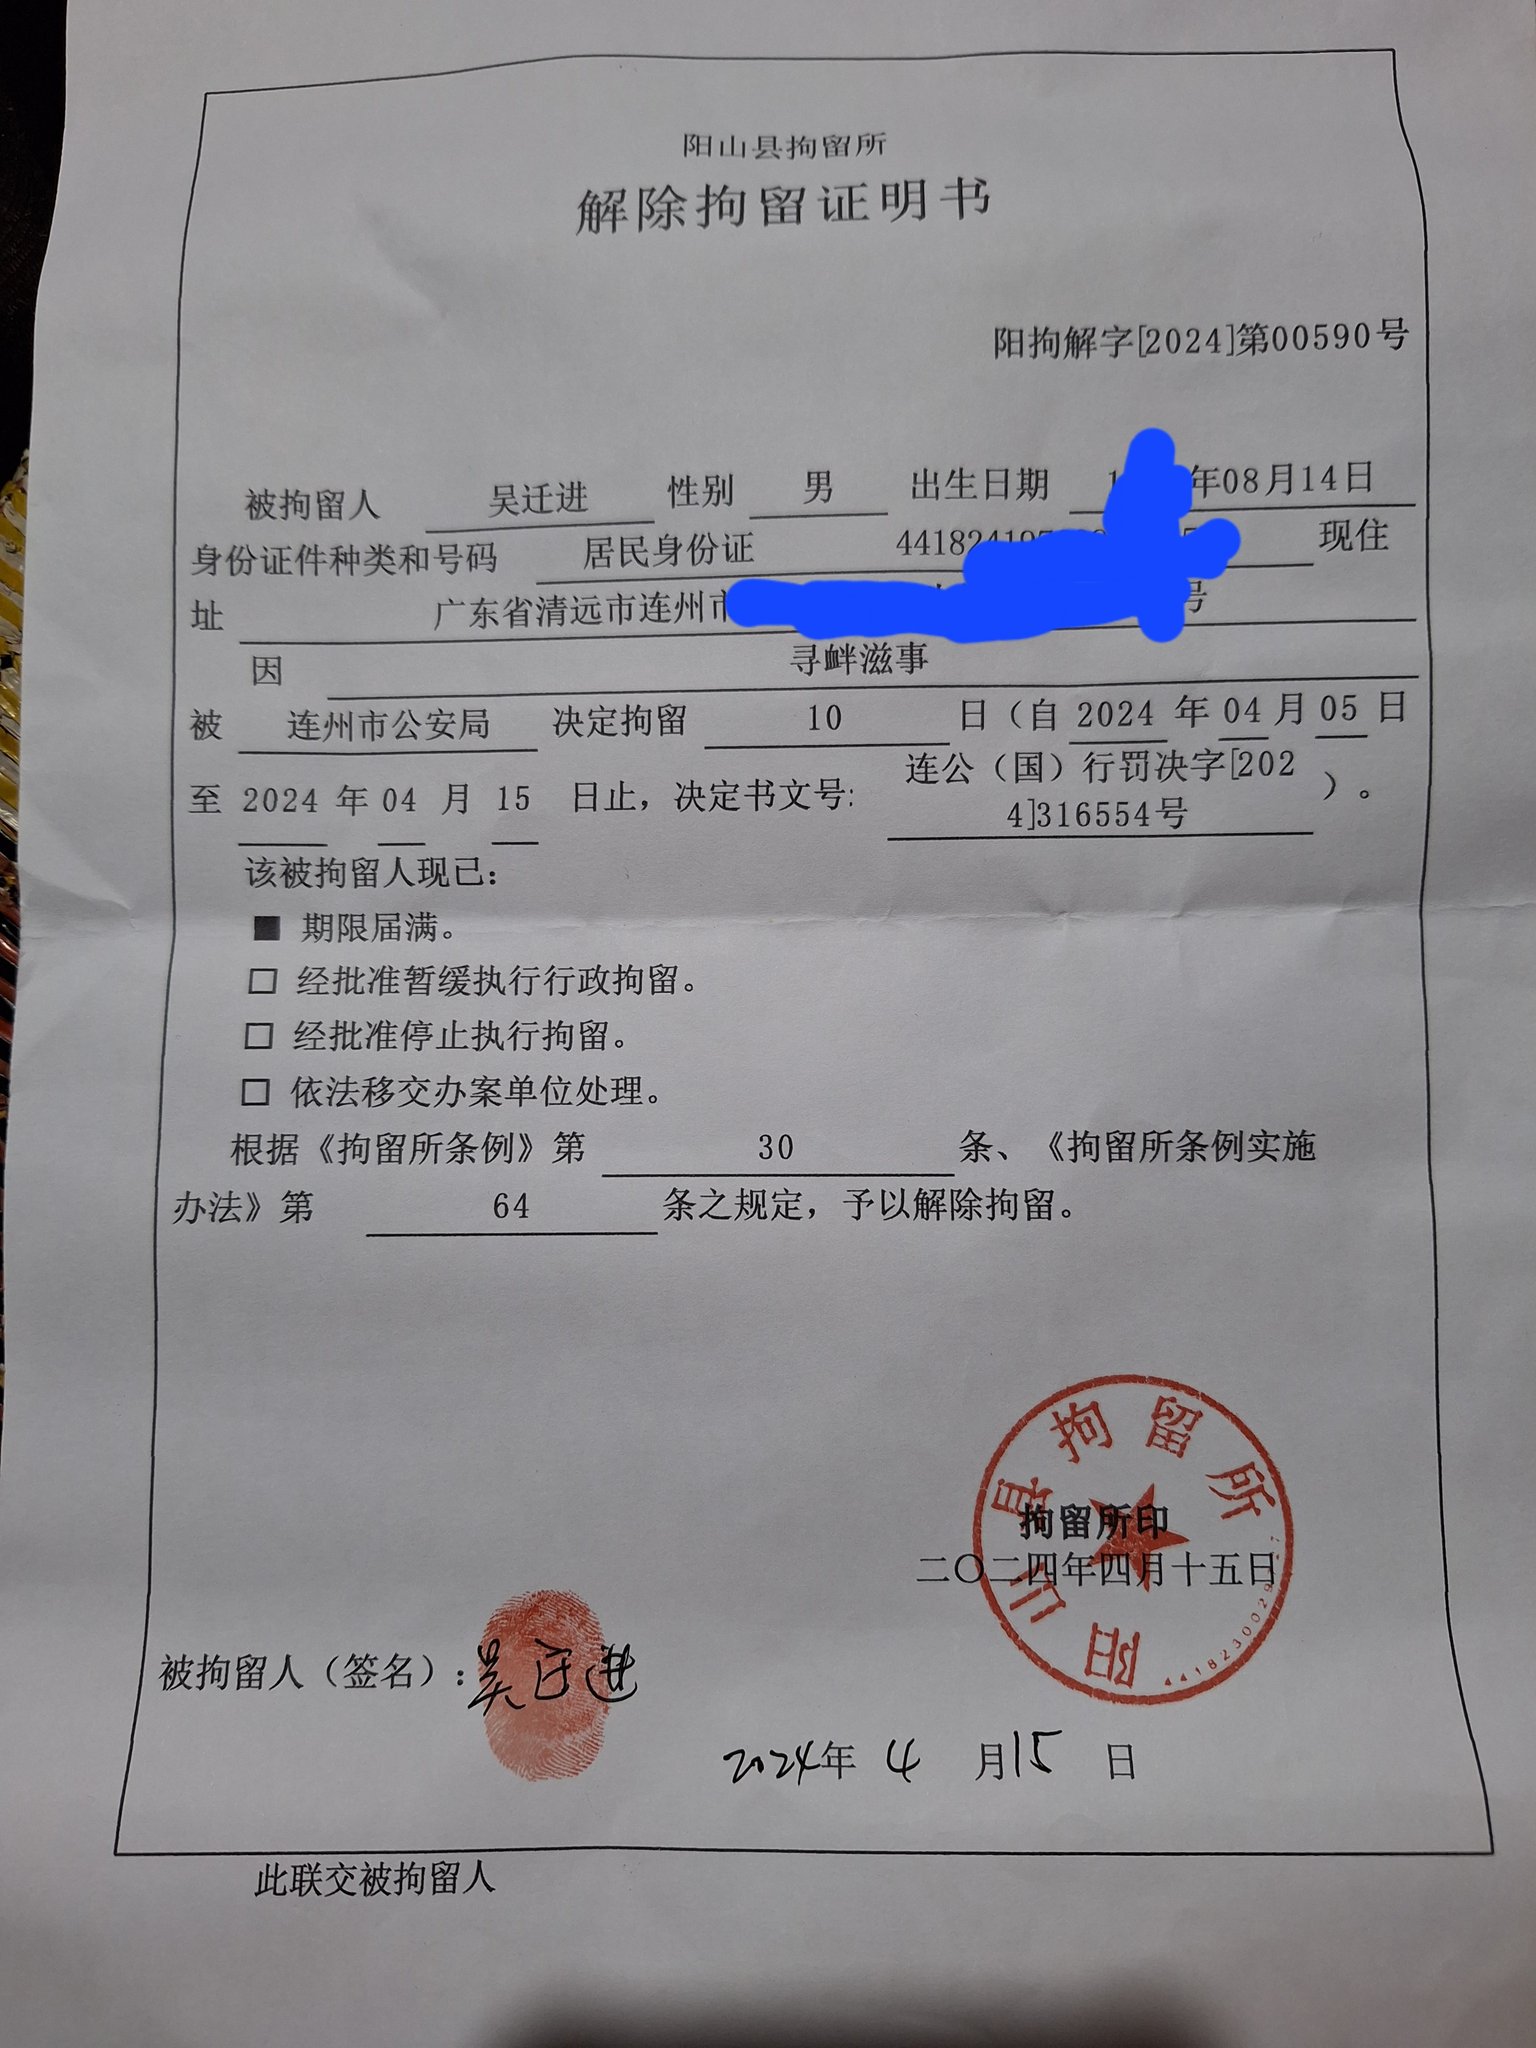 阳山县拘留所
解除拘留证明书
阳拘解字[2024]第00590号
被拘留人 吴迁进 性别 男 出生日期 1 年08月14日
身份证件种类和号码 居民身份证 44182419 现住
址 广东省清远市连州市 号
因 寻衅滋事
被 连州市公安局 决定拘留 10 日(自 2024 年 04 月 05 日
至 2024 年 04 月 15 日止，决定书文号: 连公（国）行罚决字[202
4]316554号 )。
该被拘留人现已:
■ 期限届满。
□ 经批准暂缓执行行政拘留。
□ 经批准停止执行拘留。
□ 依法移交办案单位处理。
根据《拘留所条例》第 30 条、《拘留所条例实施
办法》第 64 条之规定，予以解除拘留。
阳山县拘留所
拘留所印
二〇二四年四月十五日
被拘留人（签名）: 吴迁进
2024年 4 月15 日
此联交被拘留人